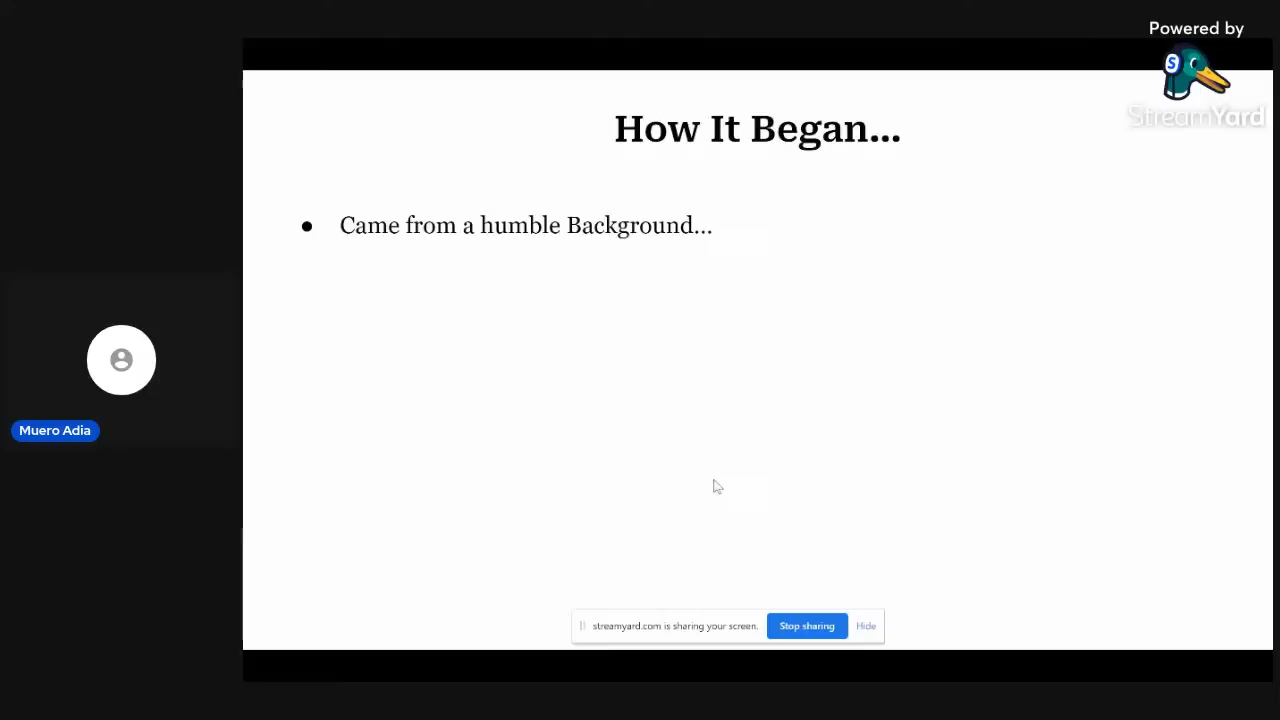 Powered by
S
StreamYard
How It Began...
● Came from a humble Background...
Muero Adia
streamyard.com is sharing your screen. Stop sharing Hide